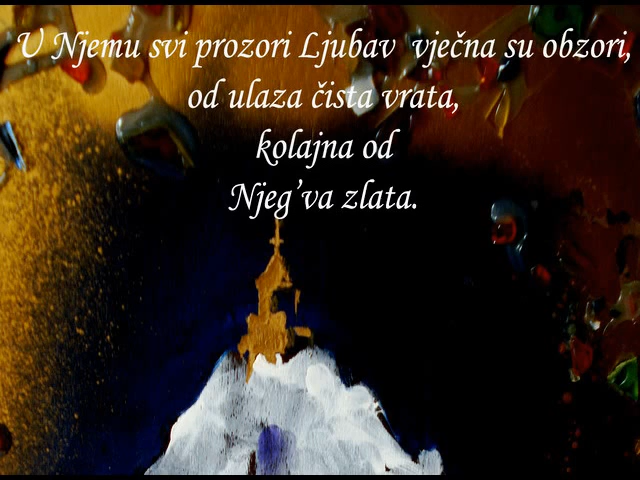 U Njemu svi prozori Ljubav vječna su obzori,
od ulaza čista vrata,
kolajna od
Njeg'va zlata.